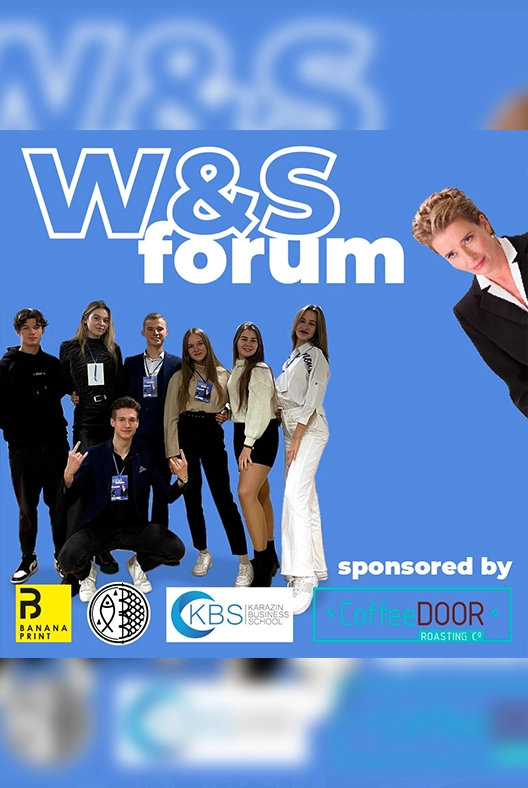 W&S
forum
sponsored by
BANANA
PRINT
KBS
KARAZIN
BUSINESS
SCHOOL
CoffeeDOOR
ROASTING CO